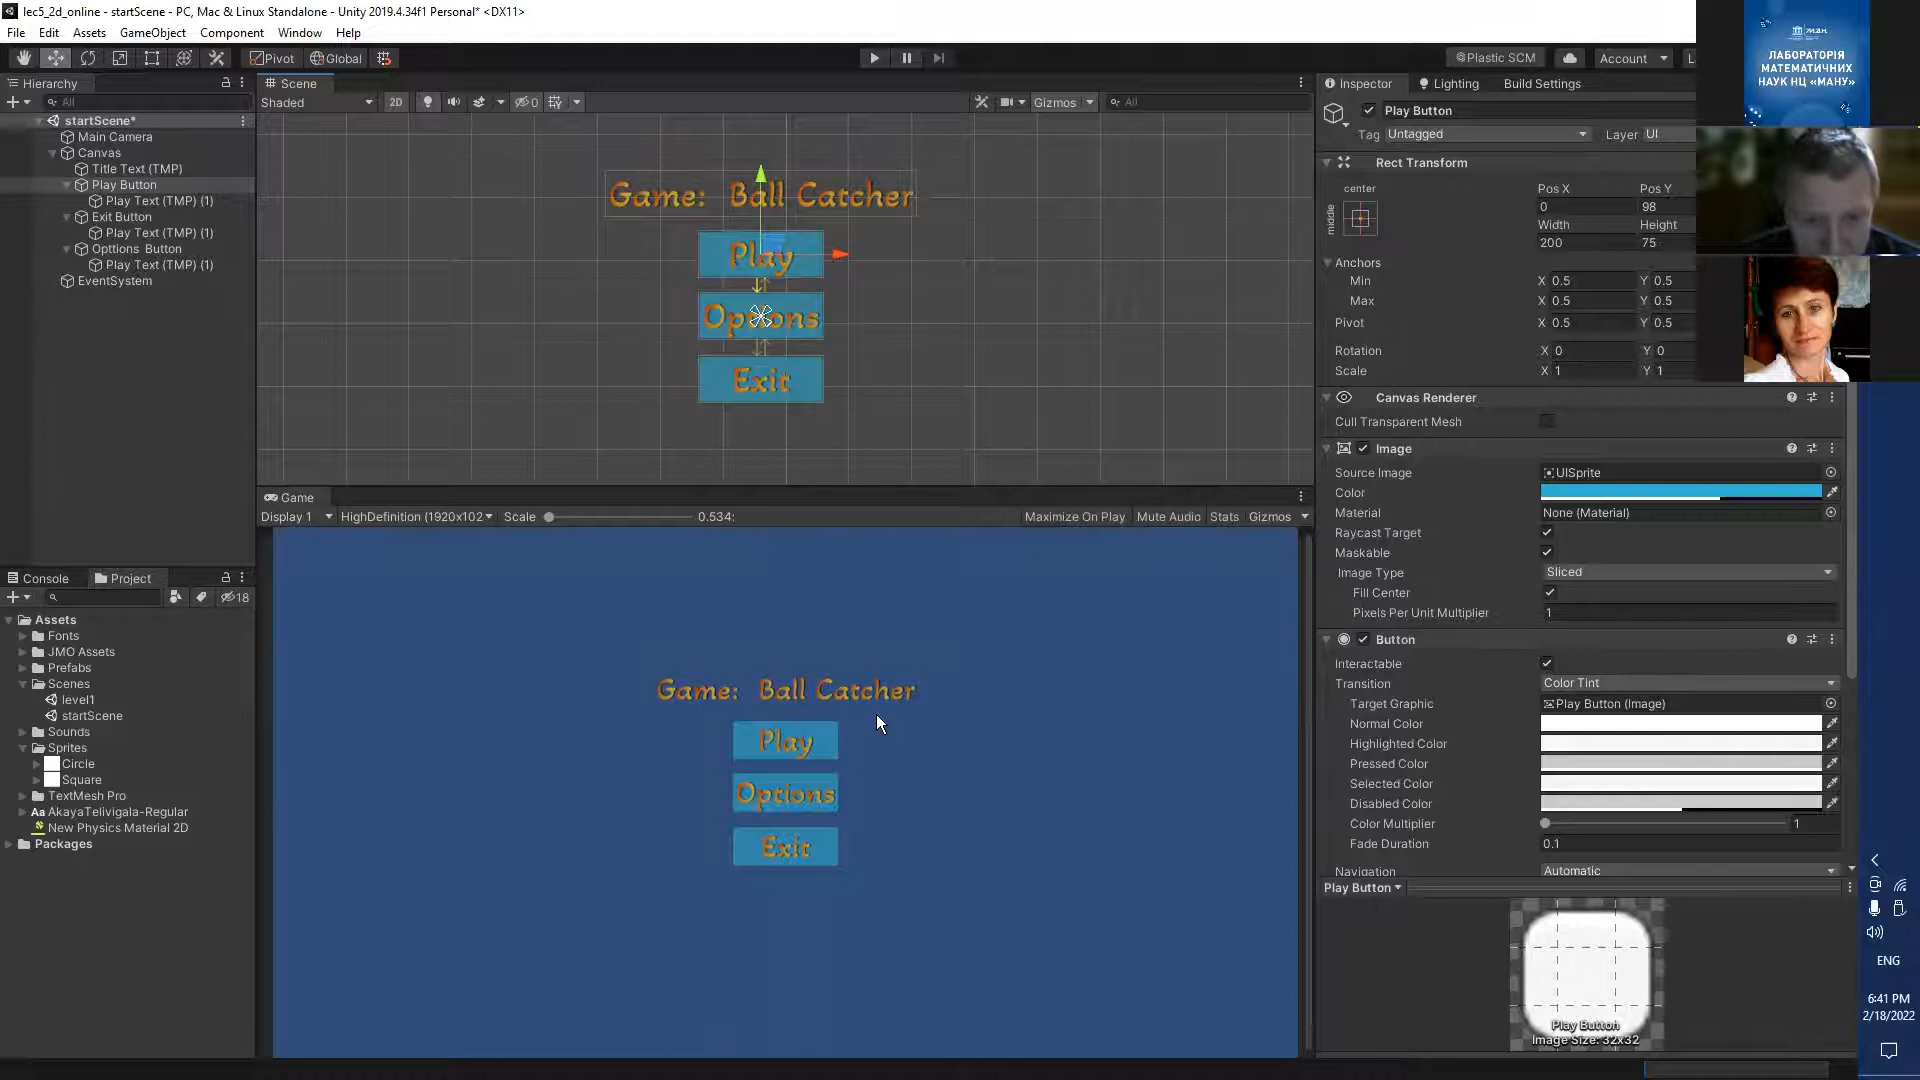 lec5_2d_online - startScene - PC, Mac & Linux Standalone - Unity 2019.4.34f1 Personal* <DX11>
File Edit Assets GameObject Component Window Help
Pivot Global Plastic SCM Account L
Hierarchy
All
startScene*
Main Camera
Canvas
Title Text (TMP)
Play Button
Play Text (TMP) (1)
Exit Button
Play Text (TMP) (1)
Opttions Button
Play Text (TMP) (1)
EventSystem
Scene
Shaded 2D 0 Gizmos All
Game: Ball Catcher
Play
Options
Exit
Game
Display 1 HighDefinition (1920x102 Scale 0.534: Maximize On Play Mute Audio Stats Gizmos
Game: Ball Catcher
Play
Options
Exit
Console Project
18
Assets
Fonts
JMO Assets
Prefabs
Scenes
level1
startScene
Sounds
Sprites
Circle
Square
TextMesh Pro
Aa AkayaTelivigala-Regular
New Physics Material 2D
Packages
Inspector Lighting Build Settings
Play Button
Tag Untagged Layer UI
Rect Transform
center Pos X Pos Y
middle 0 98
Width Height
200 75
Anchors
Min X 0.5 Y 0.5
Max X 0.5 Y 0.5
Pivot X 0.5 Y 0.5
Rotation X 0 Y 0
Scale X 1 Y 1
Canvas Renderer
Cull Transparent Mesh
Image
Source Image UISprite
Color
Material None (Material)
Raycast Target
Maskable
Image Type Sliced
Fill Center
Pixels Per Unit Multiplier 1
Button
Interactable
Transition Color Tint
Target Graphic Play Button (Image)
Normal Color
Highlighted Color
Pressed Color
Selected Color
Disabled Color
Color Multiplier 1
Fade Duration 0.1
Navigation Automatic
Play Button
Play Button
Image Size: 32x32
ЛАБОРАТОРІЯ
МАТЕМАТИЧНИХ
НАУК НЦ «МАНУ»
ENG
6:41 PM
2/18/2022